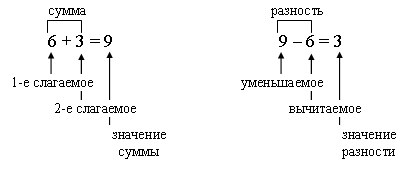 сумма
6 + 3 = 9
1-е слагаемое
2-е слагаемое
значение
суммы
разность
9 – 6 = 3
уменьшаемое
вычитаемое
значение
разности